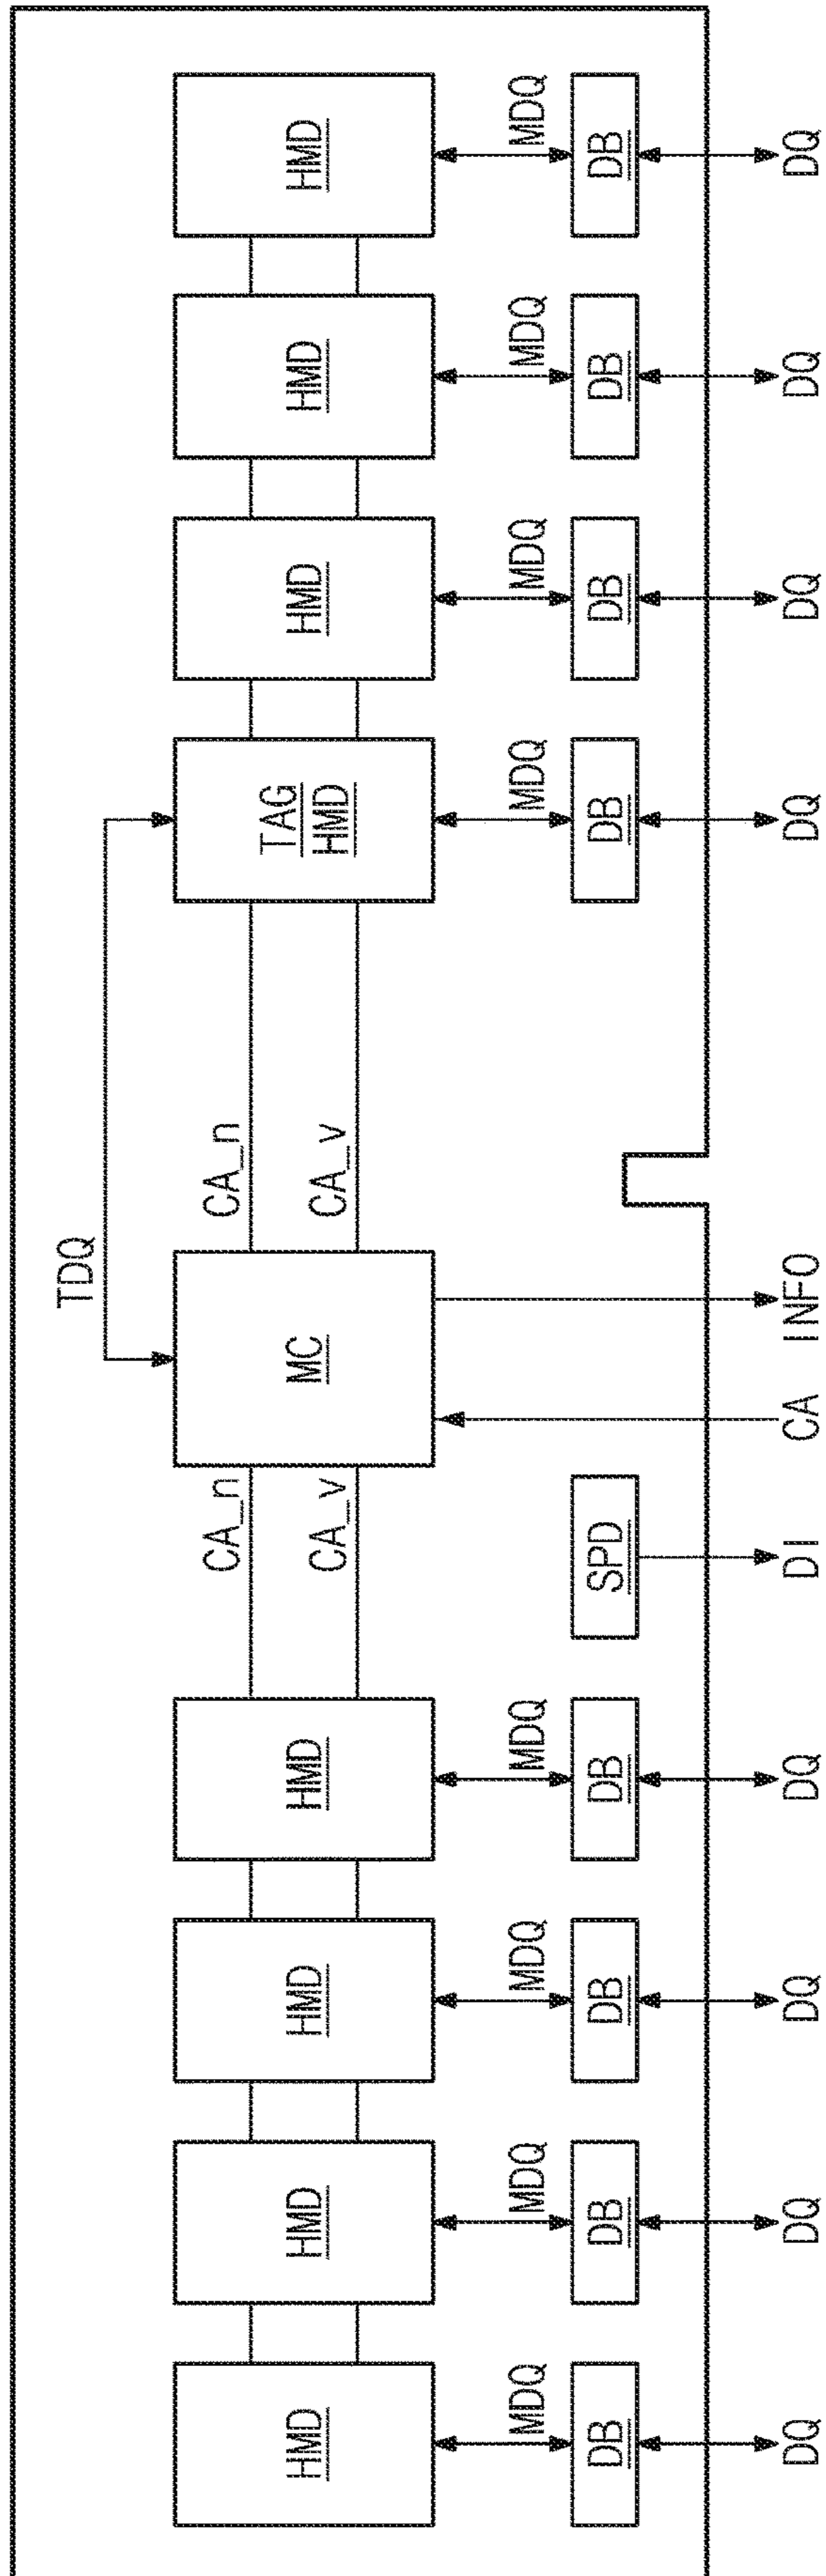 TDQ
CA_n CA_n
TAG
HMD HMD HMD HMD MC HMD HMD HMD HMD
CA_v CA_v
MDQ MDQ MDQ MDQ MDQ MDQ MDQ MDQ
DB DB DB DB SPD DB DB DB DB
DQ DQ DQ DQ DI CA INFO DQ DQ DQ DQ